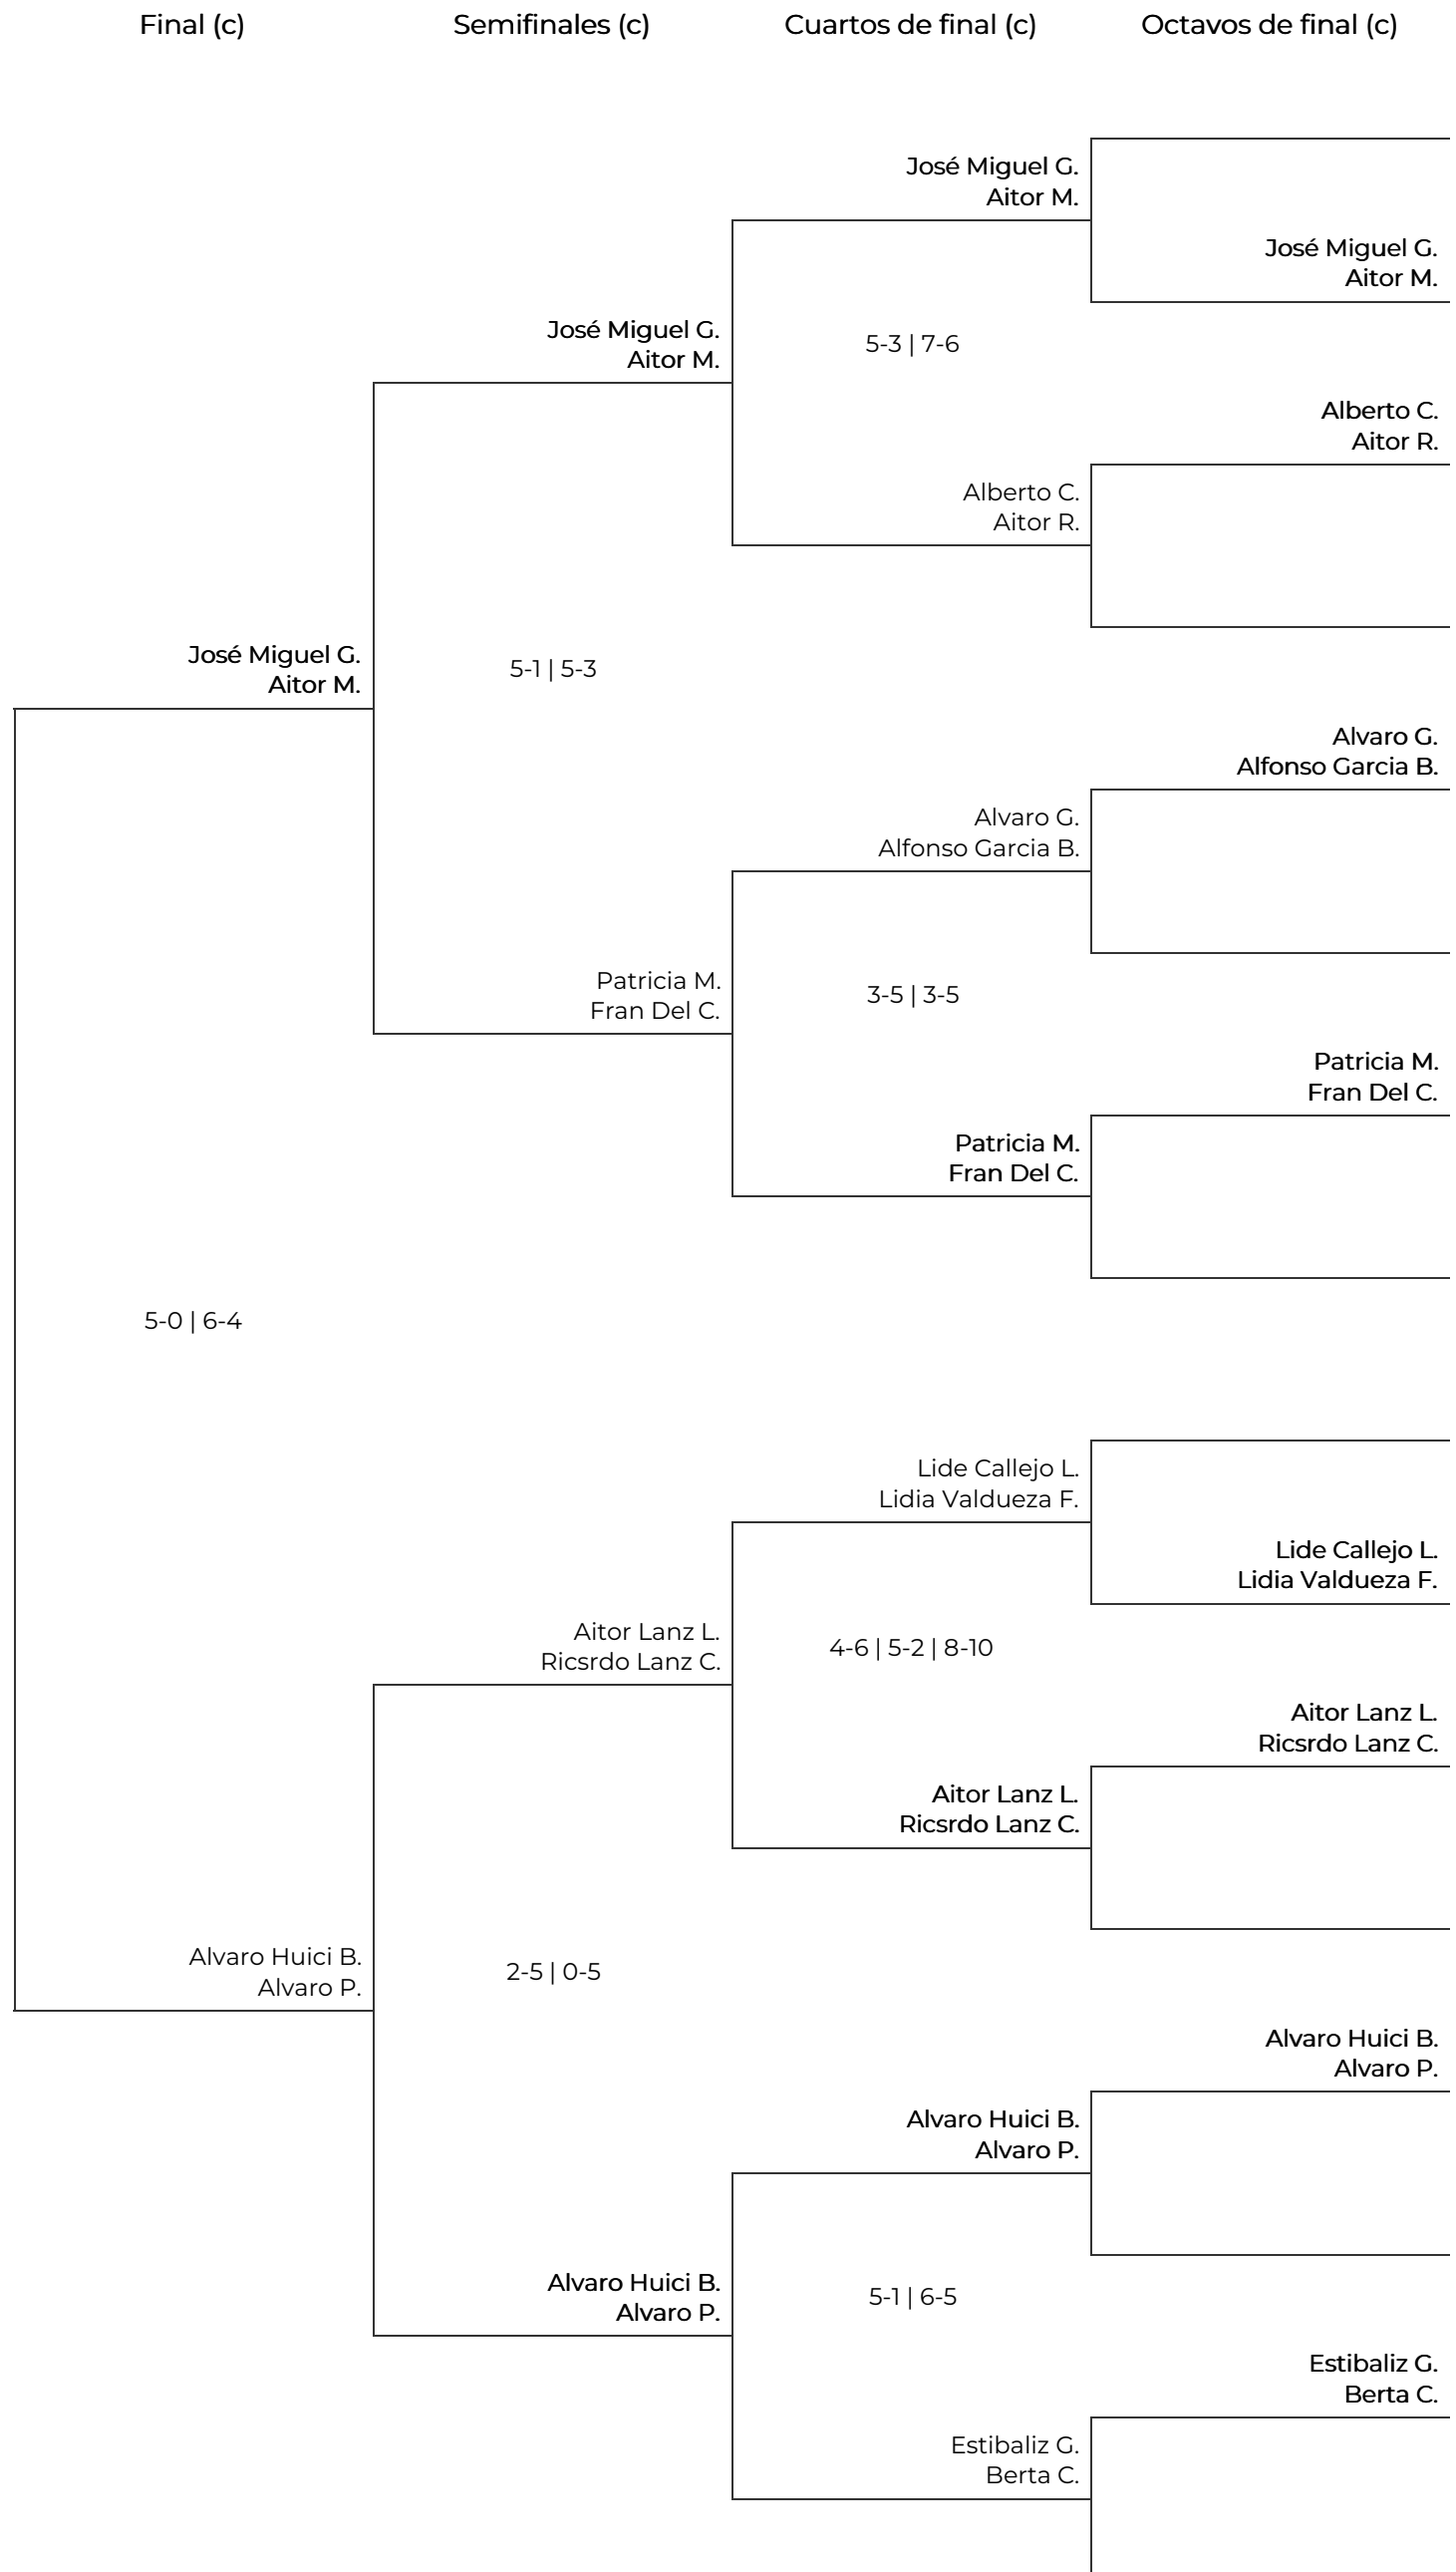 Final (c)
Semifinales (c)
Cuartos de final (c)
Octavos de final (c)
José Miguel G.
Aitor M.
José Miguel G.
Aitor M.
José Miguel G.
Aitor M.
5-3 | 7-6
Alberto C.
Aitor R.
Alberto C.
Aitor R.
José Miguel G.
Aitor M.
5-1 | 5-3
Alvaro G.
Alfonso Garcia B.
Alvaro G.
Alfonso Garcia B.
Patricia M.
Fran Del C.
3-5 | 3-5
Patricia M.
Fran Del C.
Patricia M.
Fran Del C.
5-0 | 6-4
Lide Callejo L.
Lidia Valdueza F.
Lide Callejo L.
Lidia Valdueza F.
Aitor Lanz L.
Ricsrdo Lanz C.
4-6 | 5-2 | 8-10
Aitor Lanz L.
Ricsrdo Lanz C.
Aitor Lanz L.
Ricsrdo Lanz C.
Alvaro Huici B.
Alvaro P.
2-5 | 0-5
Alvaro Huici B.
Alvaro P.
Alvaro Huici B.
Alvaro P.
Alvaro Huici B.
Alvaro P.
5-1 | 6-5
Estibaliz G.
Berta C.
Estibaliz G.
Berta C.